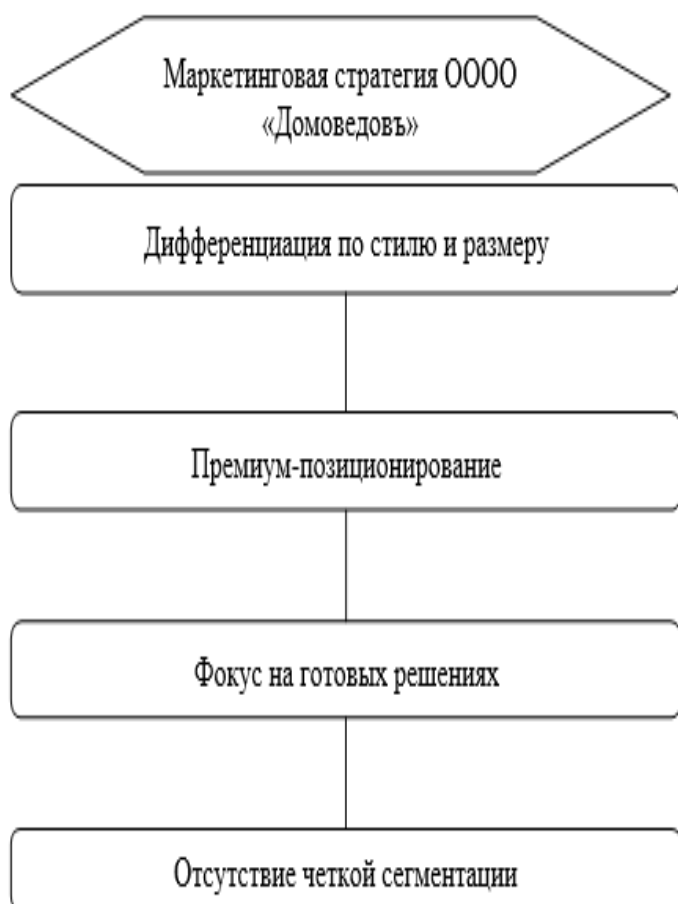 Маркетинговая стратегия ОООО
«Домоведовъ»
Дифференциация по стилю и размеру
Премиум-позиционирование
Фокус на готовых решениях
Отсутствие четкой сегментации